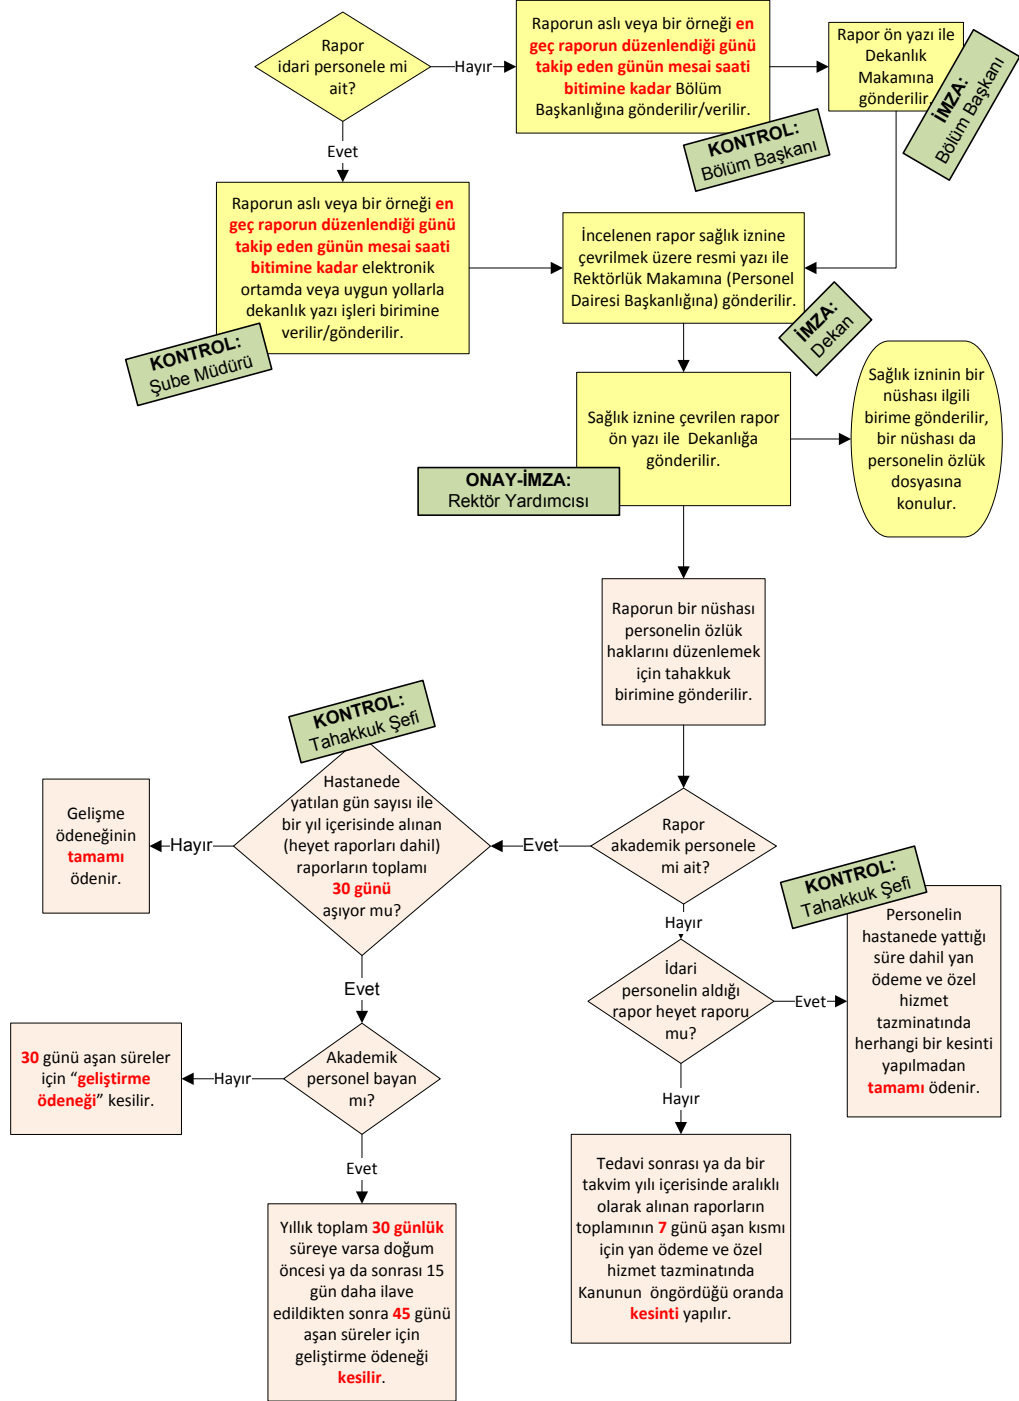 Rapor
idari personele mi
ait?
Hayır
Raporun aslı veya bir örneği en
geç raporun düzenlendiği günü
takip eden günün mesai saati
bitimine kadar Bölüm
Başkanlığına gönderilir/verilir.
KONTROL:
Bölüm Başkanı
Rapor ön yazı ile
Dekanlık
Makamına
gönderilir.
İMZA:
Bölüm Başkanı
Evet
Raporun aslı veya bir örneği en
geç raporun düzenlendiği günü
takip eden günün mesai saati
bitimine kadar elektronik
ortamda veya uygun yollarla
dekanlık yazı işleri birimine
verilir/gönderilir.
KONTROL:
Şube Müdürü
İncelenen rapor sağlık iznine
çevrilmek üzere resmi yazı ile
Rektörlük Makamına (Personel
Dairesi Başkanlığına) gönderilir.
İMZA:
Dekan
Sağlık iznine çevrilen rapor
ön yazı ile  Dekanlığa
gönderilir.
ONAY-İMZA:
Rektör Yardımcısı
Sağlık izninin bir
nüshası ilgili
birime gönderilir,
bir nüshası da
personelin özlük
dosyasına
konulur.
Raporun bir nüshası
personelin özlük
haklarını düzenlemek
için tahakkuk
birimine gönderilir.
KONTROL:
Tahakkuk Şefi
Hastanede
yatılan gün sayısı ile
bir yıl içerisinde alınan
(heyet raporları dahil)
raporların toplamı
30 günü
aşıyor mu?
Hayır
Gelişme
ödeneğinin
tamamı
ödenir.
Evet
Rapor
akademik personele
mi ait?
Hayır
KONTROL:
Tahakkuk Şefi
Personelin
hastanede yattığı
süre dahil yan
ödeme ve özel
hizmet
tazminatında
herhangi bir kesinti
yapılmadan
tamamı ödenir.
İdari
personelin aldığı
rapor heyet raporu
mu?
Evet
Evet
Akademik
personel bayan
mı?
Hayır
30 günü aşan süreler
için “geliştirme
ödeneği” kesilir.
Hayır
Evet
Tedavi sonrası ya da bir
takvim yılı içerisinde aralıklı
olarak alınan raporların
toplamının 7 günü aşan kısmı
için yan ödeme ve özel
hizmet tazminatında
Kanunun  öngördüğü oranda
kesinti yapılır.
Yıllık toplam 30 günlük
süreye varsa doğum
öncesi ya da sonrası 15
gün daha ilave
edildikten sonra 45 günü
aşan süreler için
geliştirme ödeneği
kesilir.